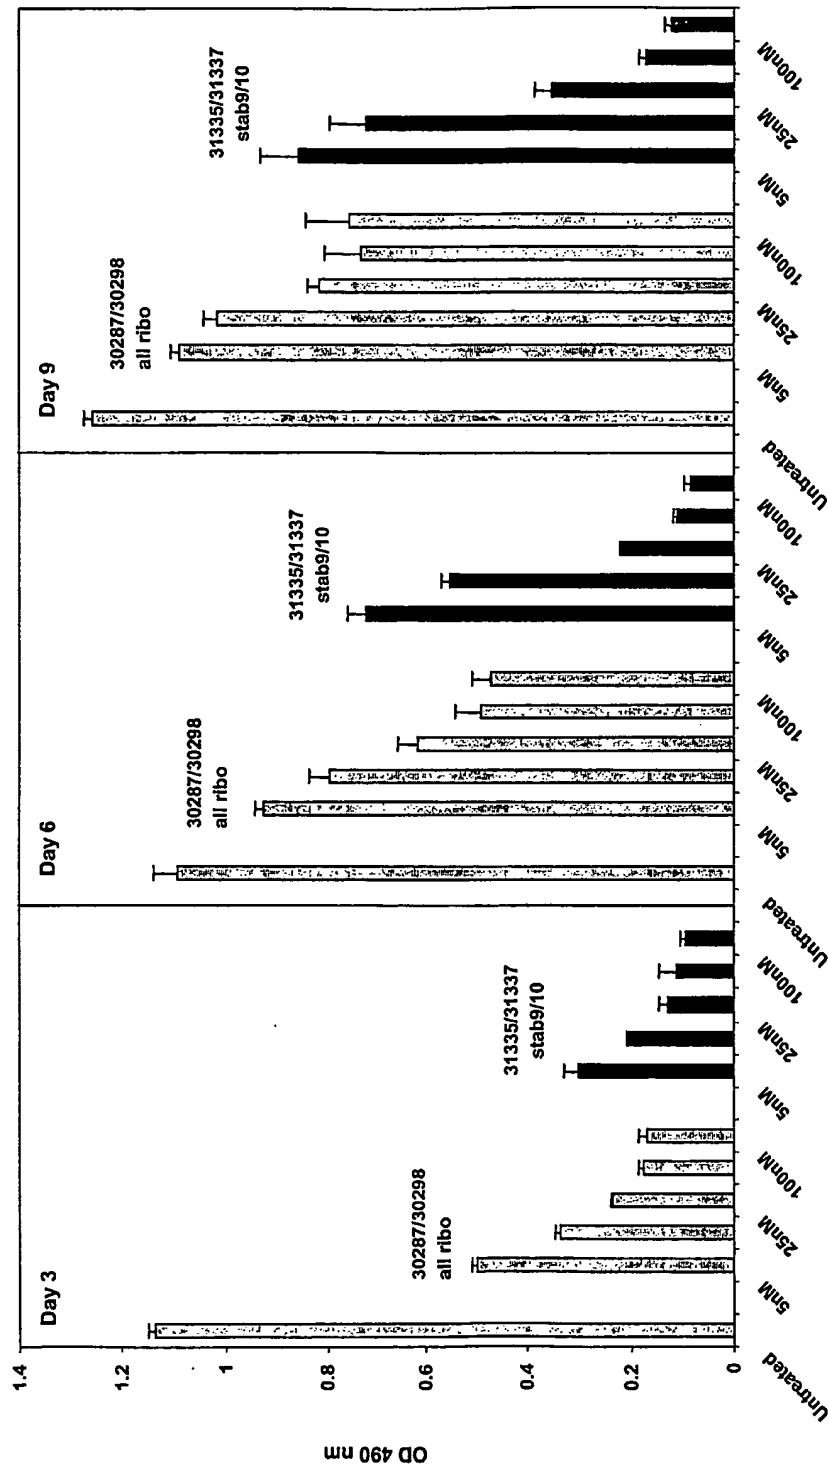 OD 490 nm
1.4
1.2
1
0.8
0.6
0.4
0.2
0
Day 3
30287/30298
all ribo
31335/31337
stab9/10
Untreated
5nM
25nM
100nM
5nM
25nM
100nM
Day 6
30287/30298
all ribo
31335/31337
stab9/10
Untreated
5nM
25nM
100nM
5nM
25nM
100nM
Day 9
30287/30298
all ribo
31335/31337
stab9/10
Untreated
5nM
25nM
100nM
5nM
25nM
100nM